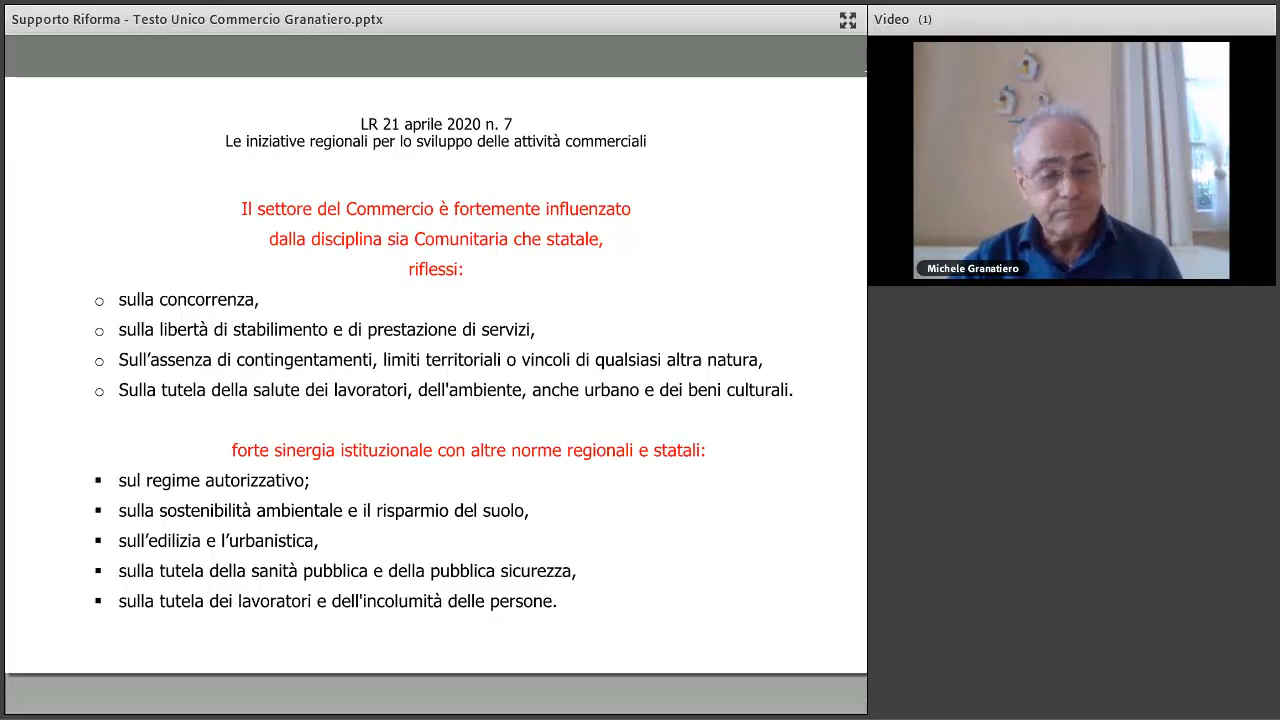 Supporto Riforma - Testo Unico Commercio Granatiero.pptx
Video (1)
LR 21 aprile 2020 n. 7
Le iniziative regionali per lo sviluppo delle attività commerciali
Il settore del Commercio è fortemente influenzato
dalla disciplina sia Comunitaria che statale,
riflessi:
sulla concorrenza,
sulla libertà di stabilimento e di prestazione di servizi,
Sull'assenza di contingentamenti, limiti territoriali o vincoli di qualsiasi altra natura,
Sulla tutela della salute dei lavoratori, dell'ambiente, anche urbano e dei beni culturali.
forte sinergia istituzionale con altre norme regionali e statali:
sul regime autorizzativo;
sulla sostenibilità ambientale e il risparmio del suolo,
sull'edilizia e l'urbanistica,
sulla tutela della sanità pubblica e della pubblica sicurezza,
sulla tutela dei lavoratori e dell'incolumità delle persone.
Michele Granatiero